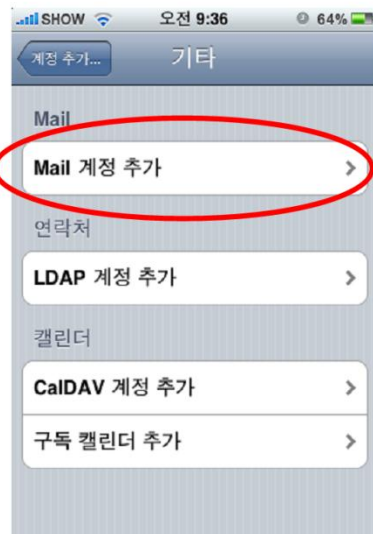 SHOW 오전 9:36 64%
계정 추가... 기타
Mail
Mail 계정 추가
연락처
LDAP 계정 추가
캘린더
CalDAV 계정 추가
구독 캘린더 추가